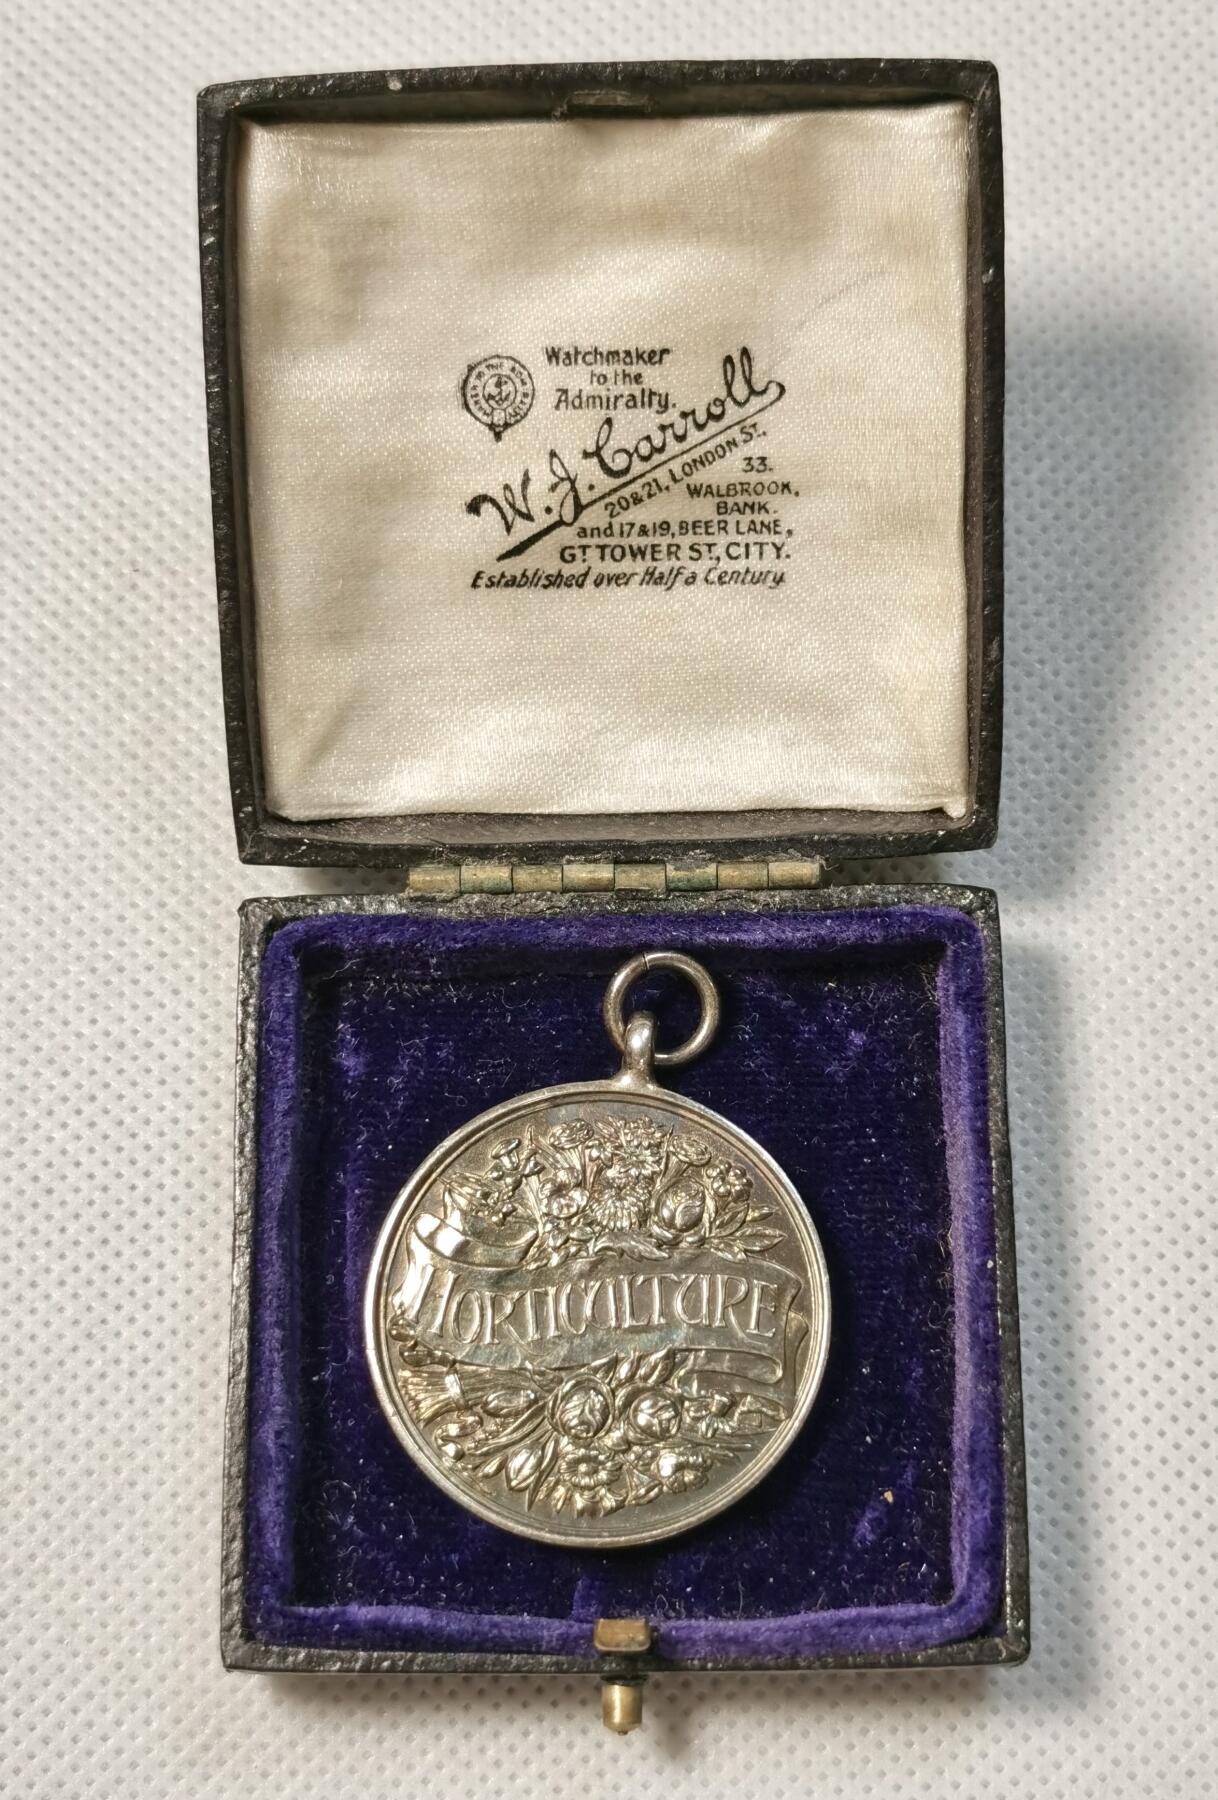 Watchmaker
to the
Admiralty.
W. J. Carroll
20 & 21, LONDON ST.
33.
WALBROOK,
BANK.
and 17 & 19, BEER LANE,
GT TOWER ST, CITY.
Established over Half a Century.
HORTICULTURE